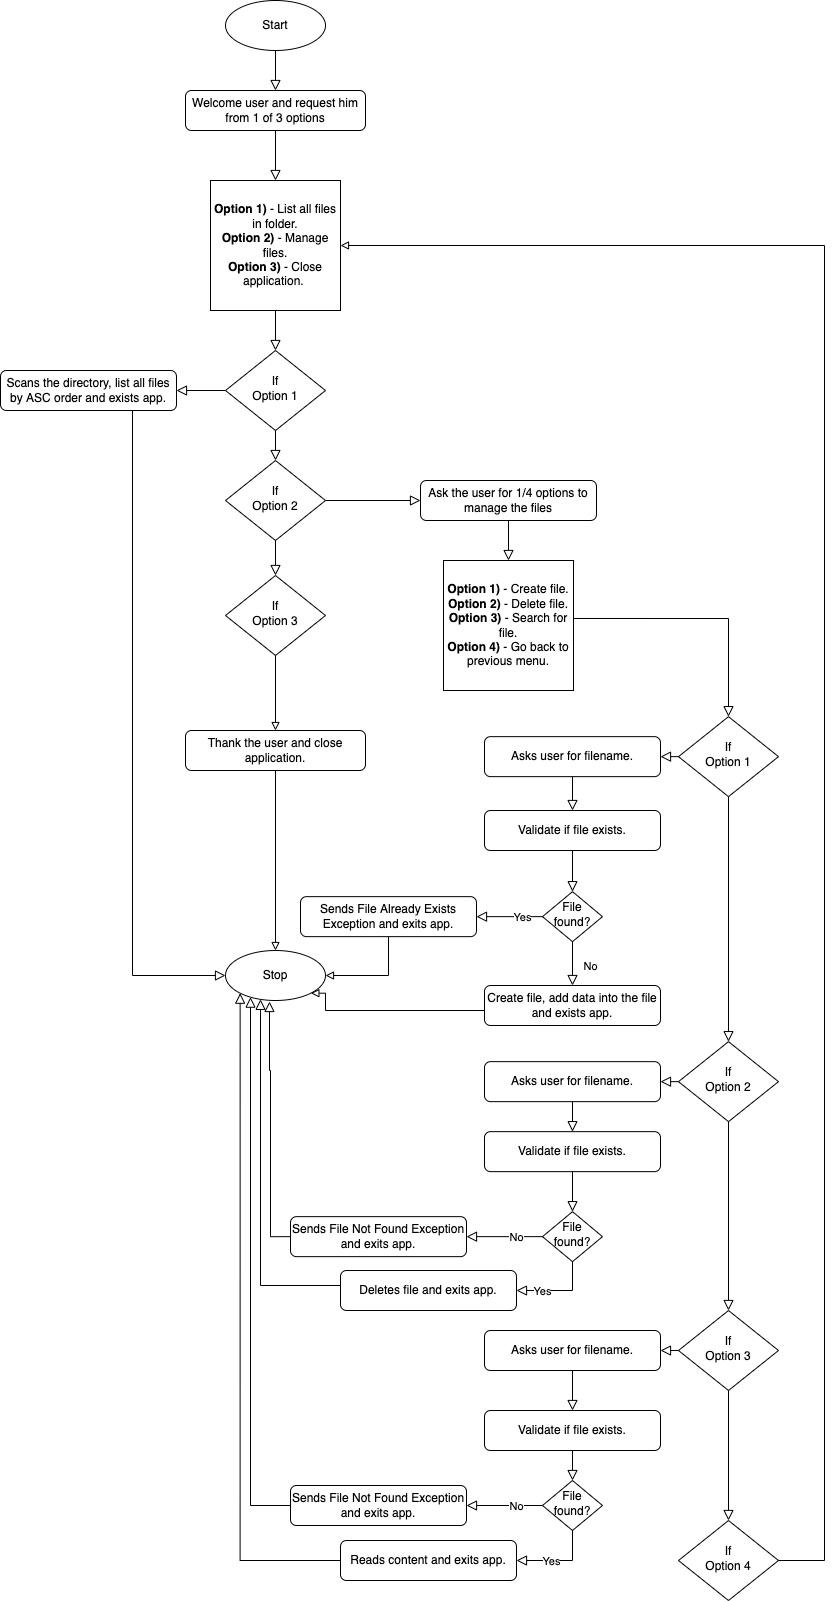 Start
Welcome user and request him
from 1 of 3 options
Option 1) - List all files
in folder.
Option 2) - Manage
files.
Option 3) - Close
application.
If
Option 1
Scans the directory, list all files
by ASC order and exists app.
If
Option 2
Ask the user for 1/4 options to
manage the files
Option 1) - Create file.
Option 2) - Delete file.
Option 3) - Search for
file.
Option 4) - Go back to
previous menu.
If
Option 3
Thank the user and close
application.
If
Option 1
Asks user for filename.
Validate if file exists.
File
found?
Yes
Sends File Already Exists
Exception and exits app.
No
Create file, add data into the file
and exists app.
Stop
If
Option 2
Asks user for filename.
Validate if file exists.
File
found?
No
Sends File Not Found Exception
and exits app.
Yes
Deletes file and exits app.
If
Option 3
Asks user for filename.
Validate if file exists.
File
found?
No
Sends File Not Found Exception
and exits app.
Yes
Reads content and exits app.
If
Option 4